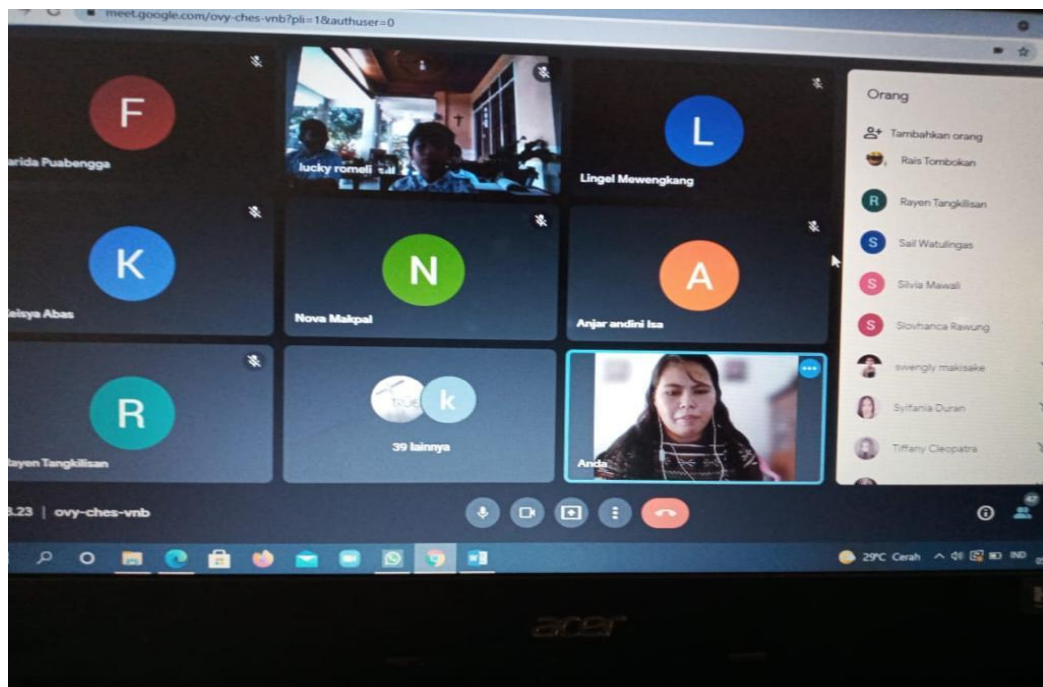 meet.google.com/ovy-ches-vnb?pli=1&authuser=0
F
arida Puabengga
lucky romeli
L
Lingel Mewengkang
K
eisya Abas
N
Nova Makpal
A
Anjar andini Isa
R
ayen Tangkilisan
k
39 lainnya
Anda
Orang
Tambahkan orang
Rais Tombokan
R Rayen Tangkilisan
S Sail Watulingas
S Silvia Mawali
S Slovhanca Rawung
swengly makisake
Syifania Duran
Tiffany Cleopatra
3.23 | ovy-ches-vnb
47
29°C Cerah
IND
acer